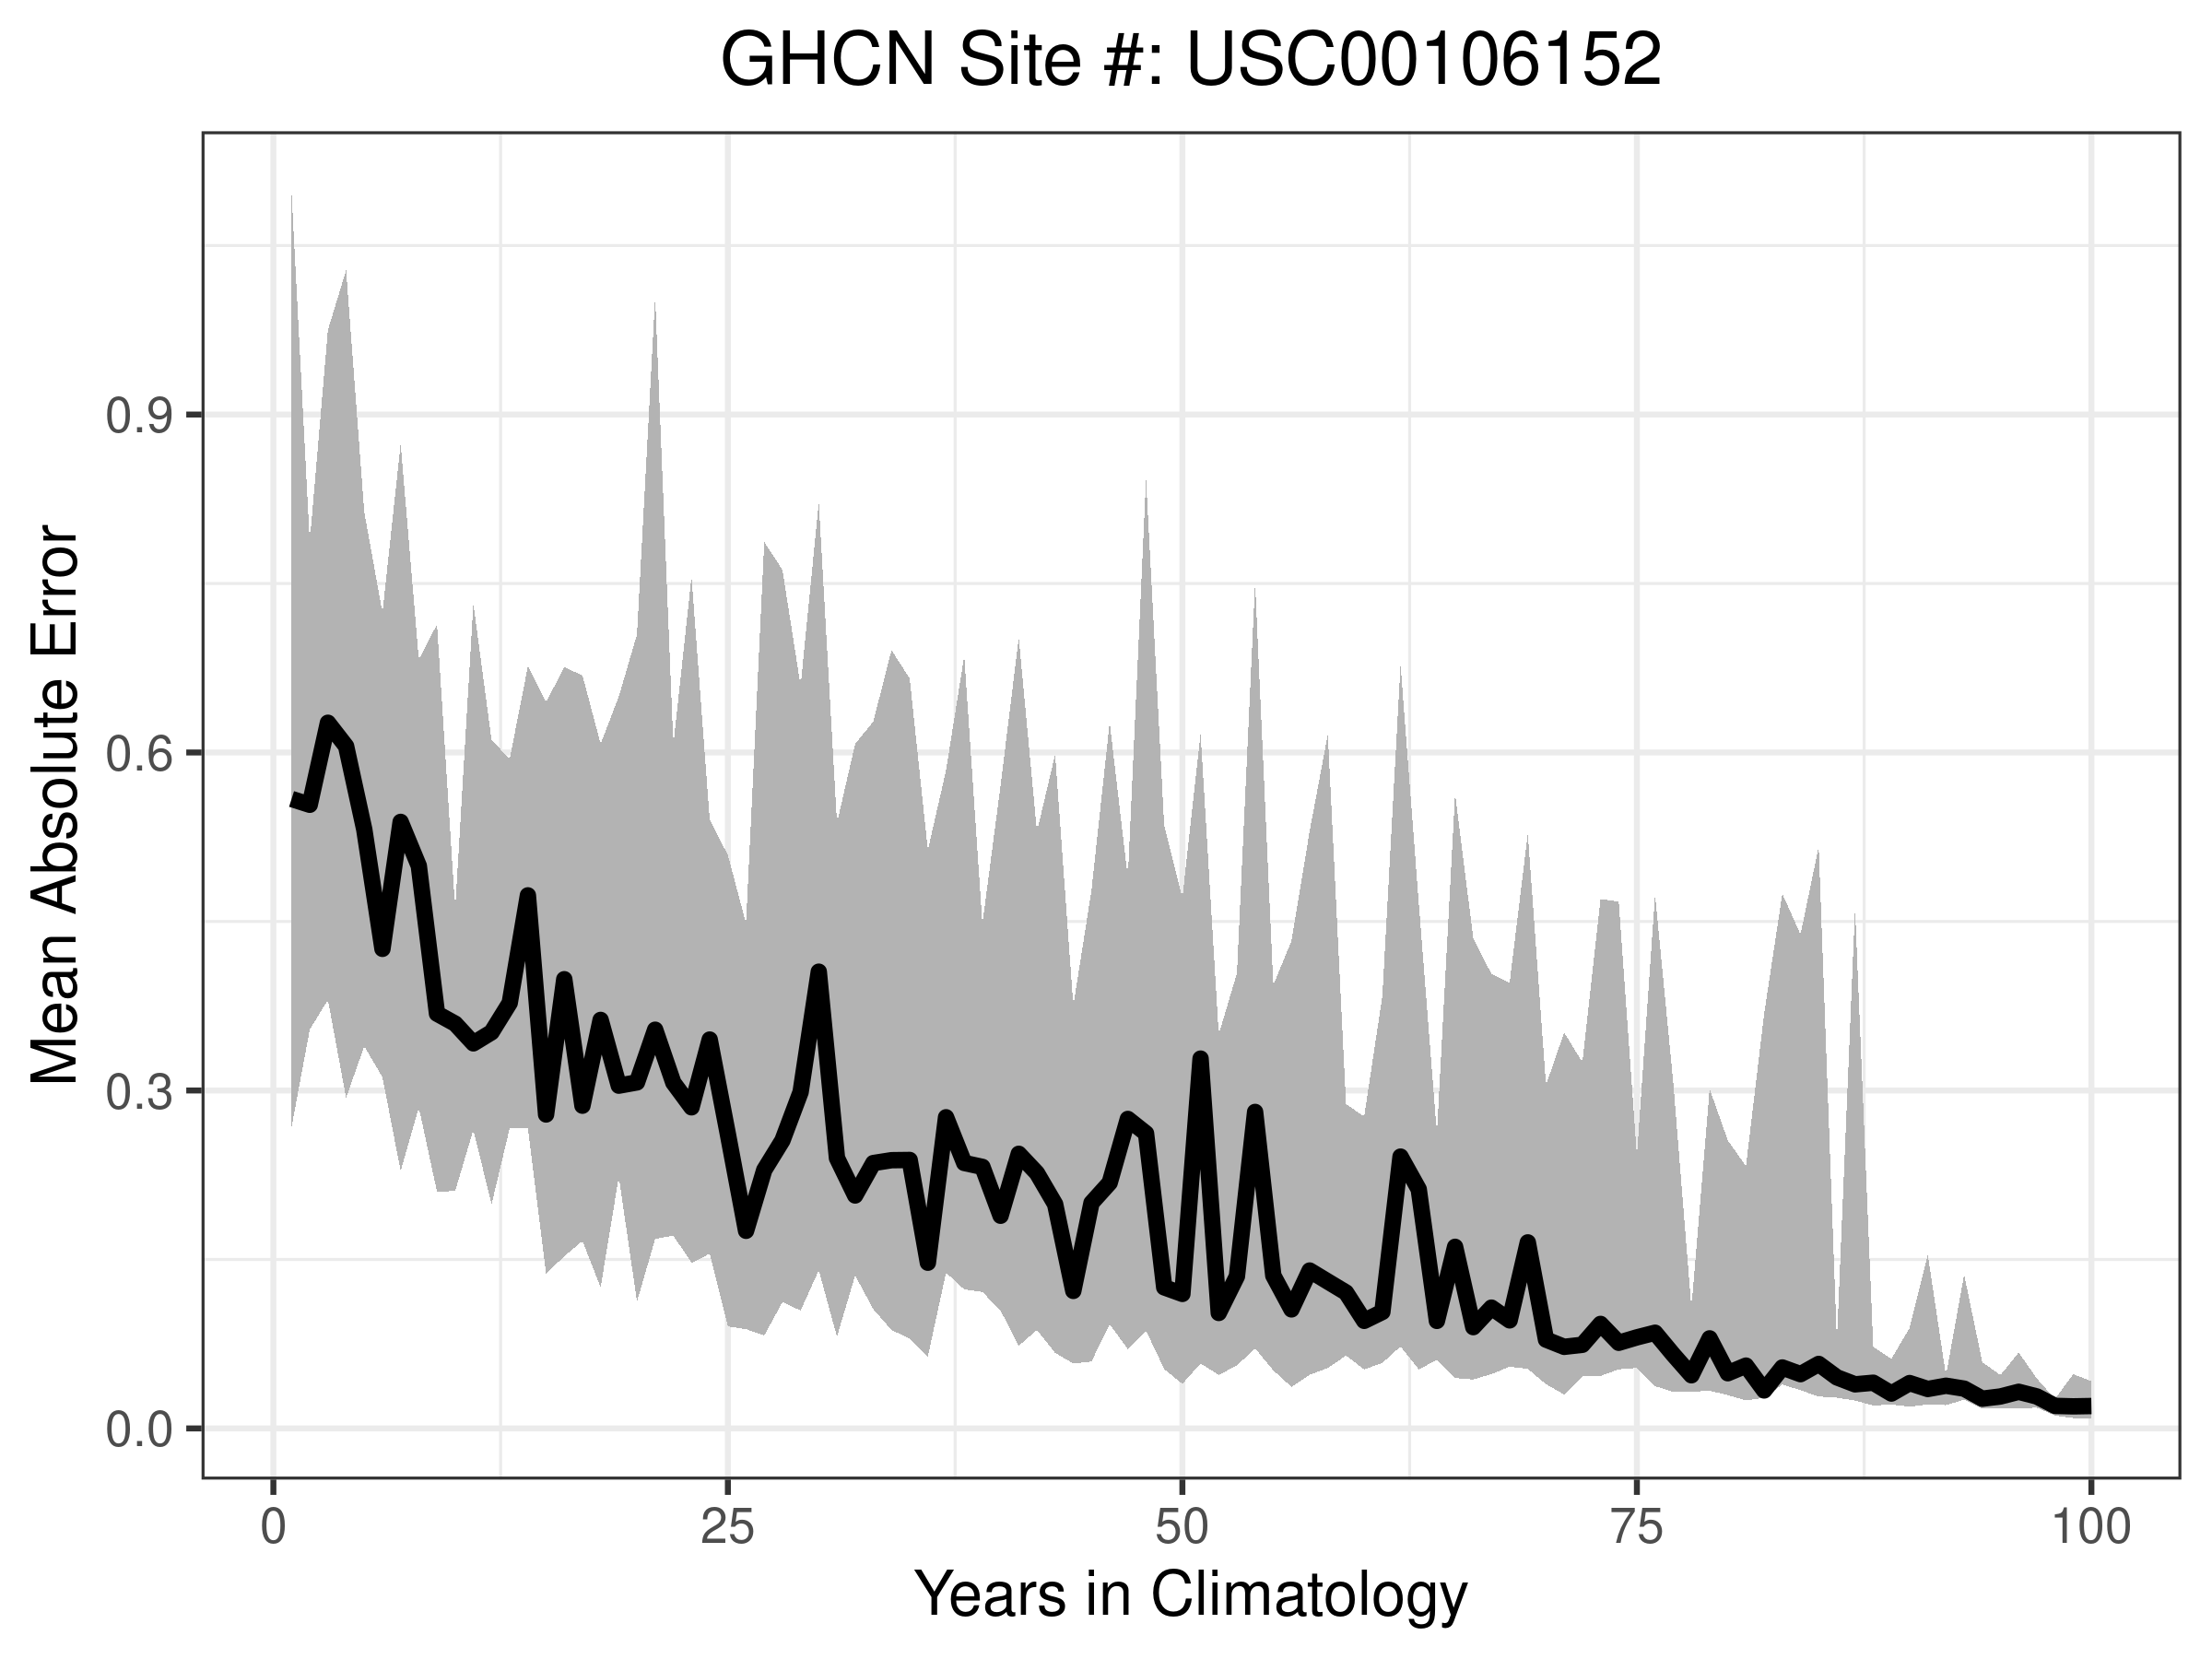 GHCN Site #: USC00106152
Mean Absolute Error
0.9
0.6
0.3
0.0
0 25 50 75 100
Years in Climatology